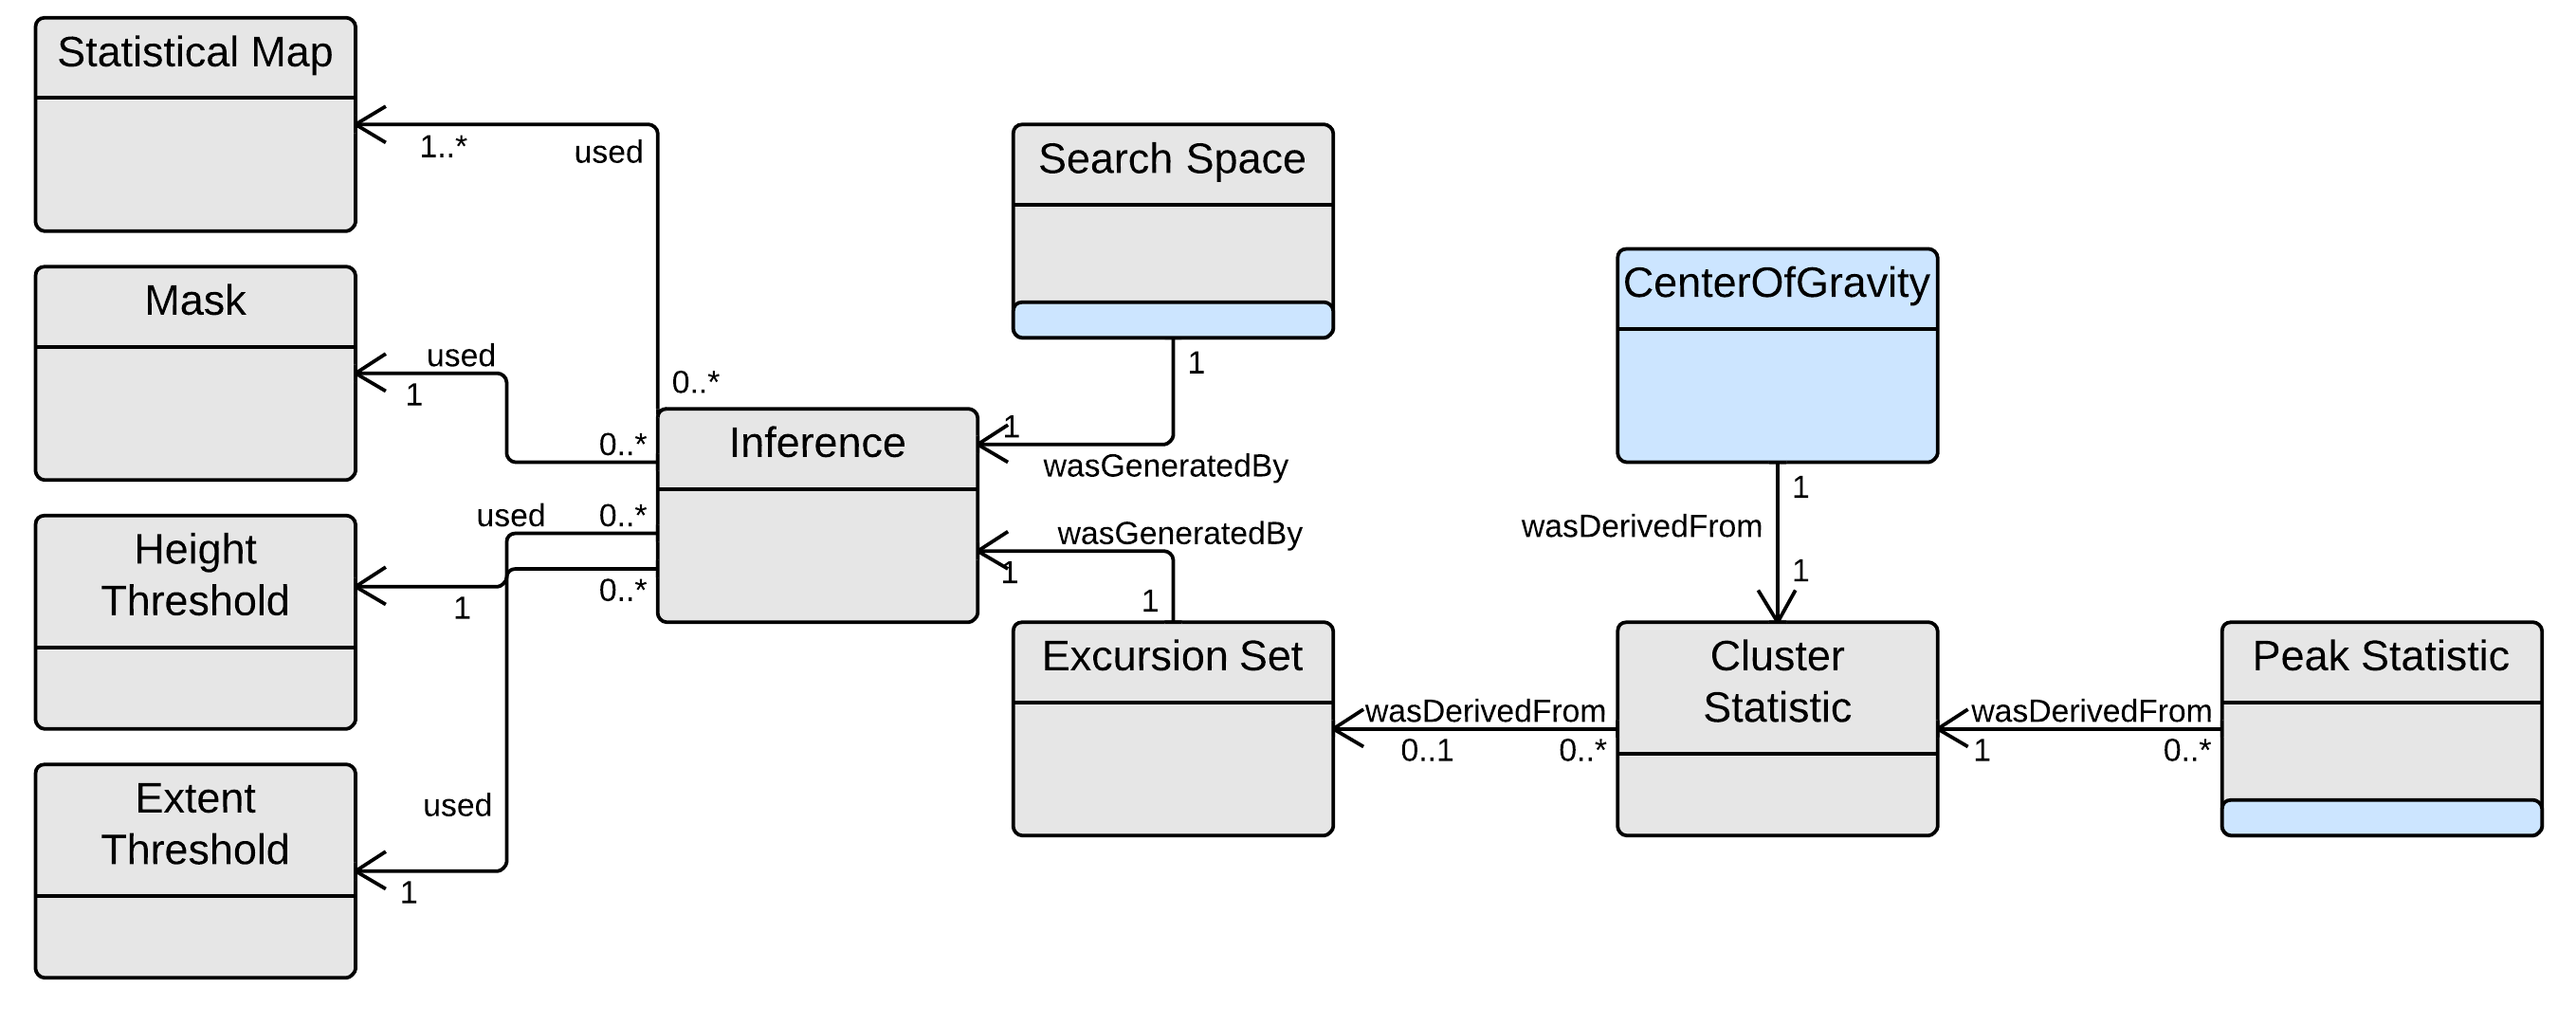 Statistical Map
1..*
used
Search Space
Mask
used
1
0..*
0..*
Inference
1
1
wasGeneratedBy
CenterOfGravity
1
wasDerivedFrom
1
Height
Threshold
used
0..*
1
0..*
wasGeneratedBy
1
1
Excursion Set
Cluster
Statistic
Peak Statistic
wasDerivedFrom
0..1
0..*
wasDerivedFrom
1
0..*
Extent
Threshold
used
1